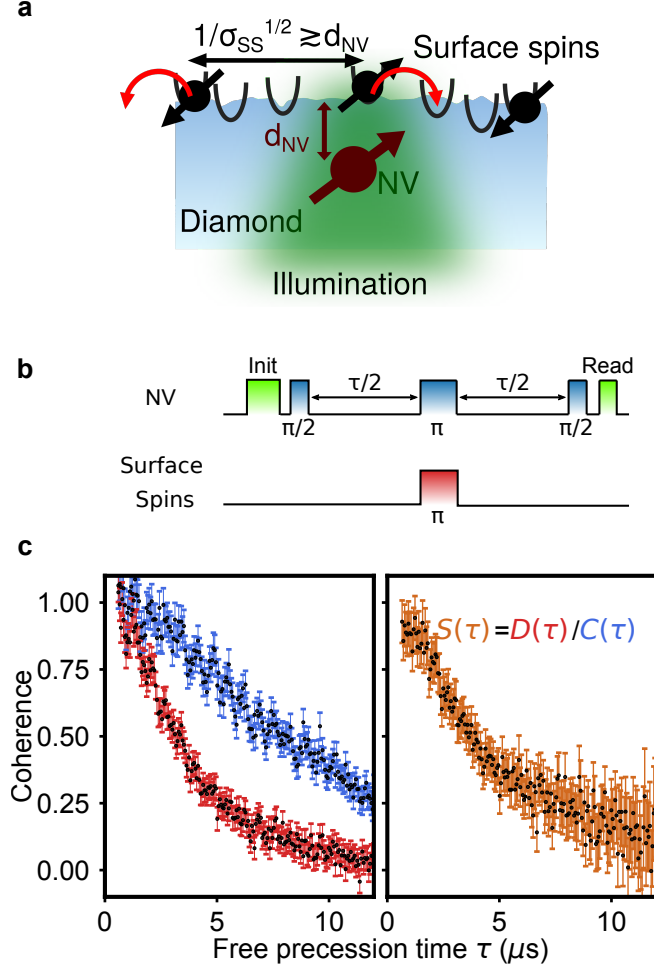 a
1/σSS^1/2 ≳ dNV
Surface spins
dNV
NV
Diamond
Illumination
b
Init
Read
NV
τ/2
τ/2
π/2
π
π/2
Surface
Spins
π
c
Coherence
1.00
0.75
0.50
0.25
0.00
S(τ)=D(τ)/C(τ)
0
5
10
0
5
10
Free precession time τ (μs)